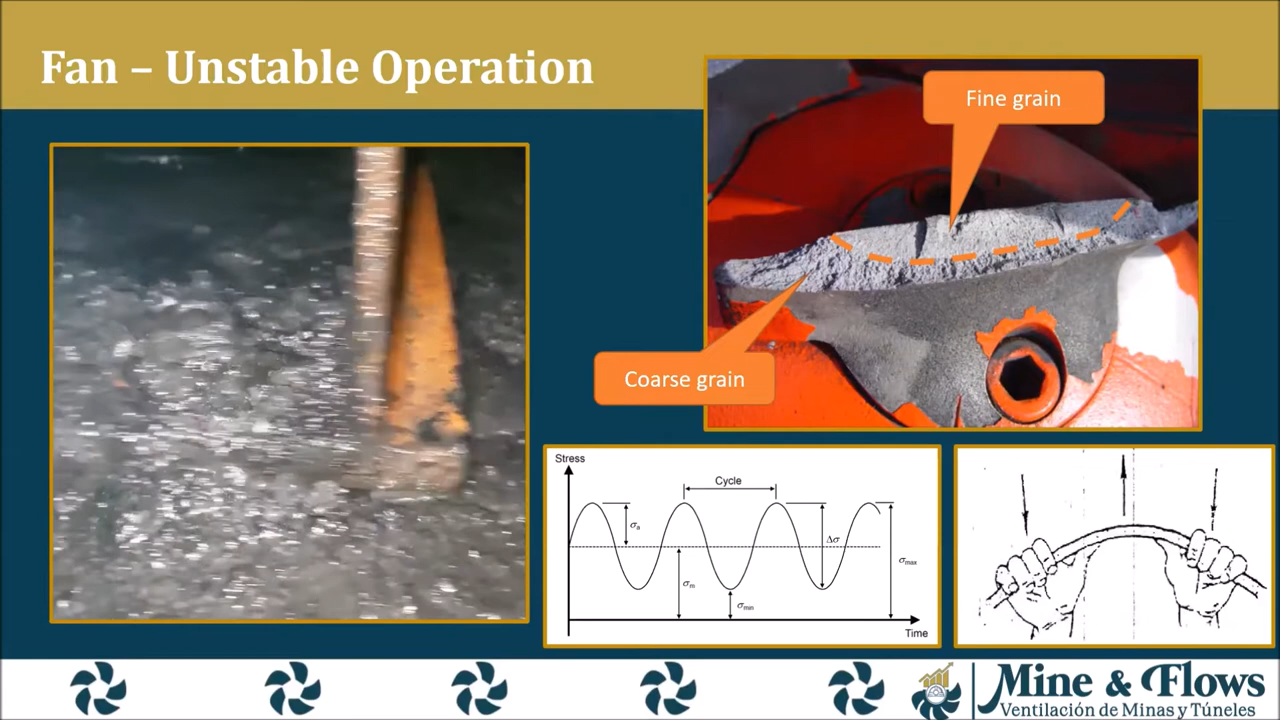 Fan – Unstable Operation
Fine grain
Coarse grain
Stress
Cycle
σa
Δσ
σmax
σm
σmin
Time
Mine & Flows
Ventilación de Minas y Túneles